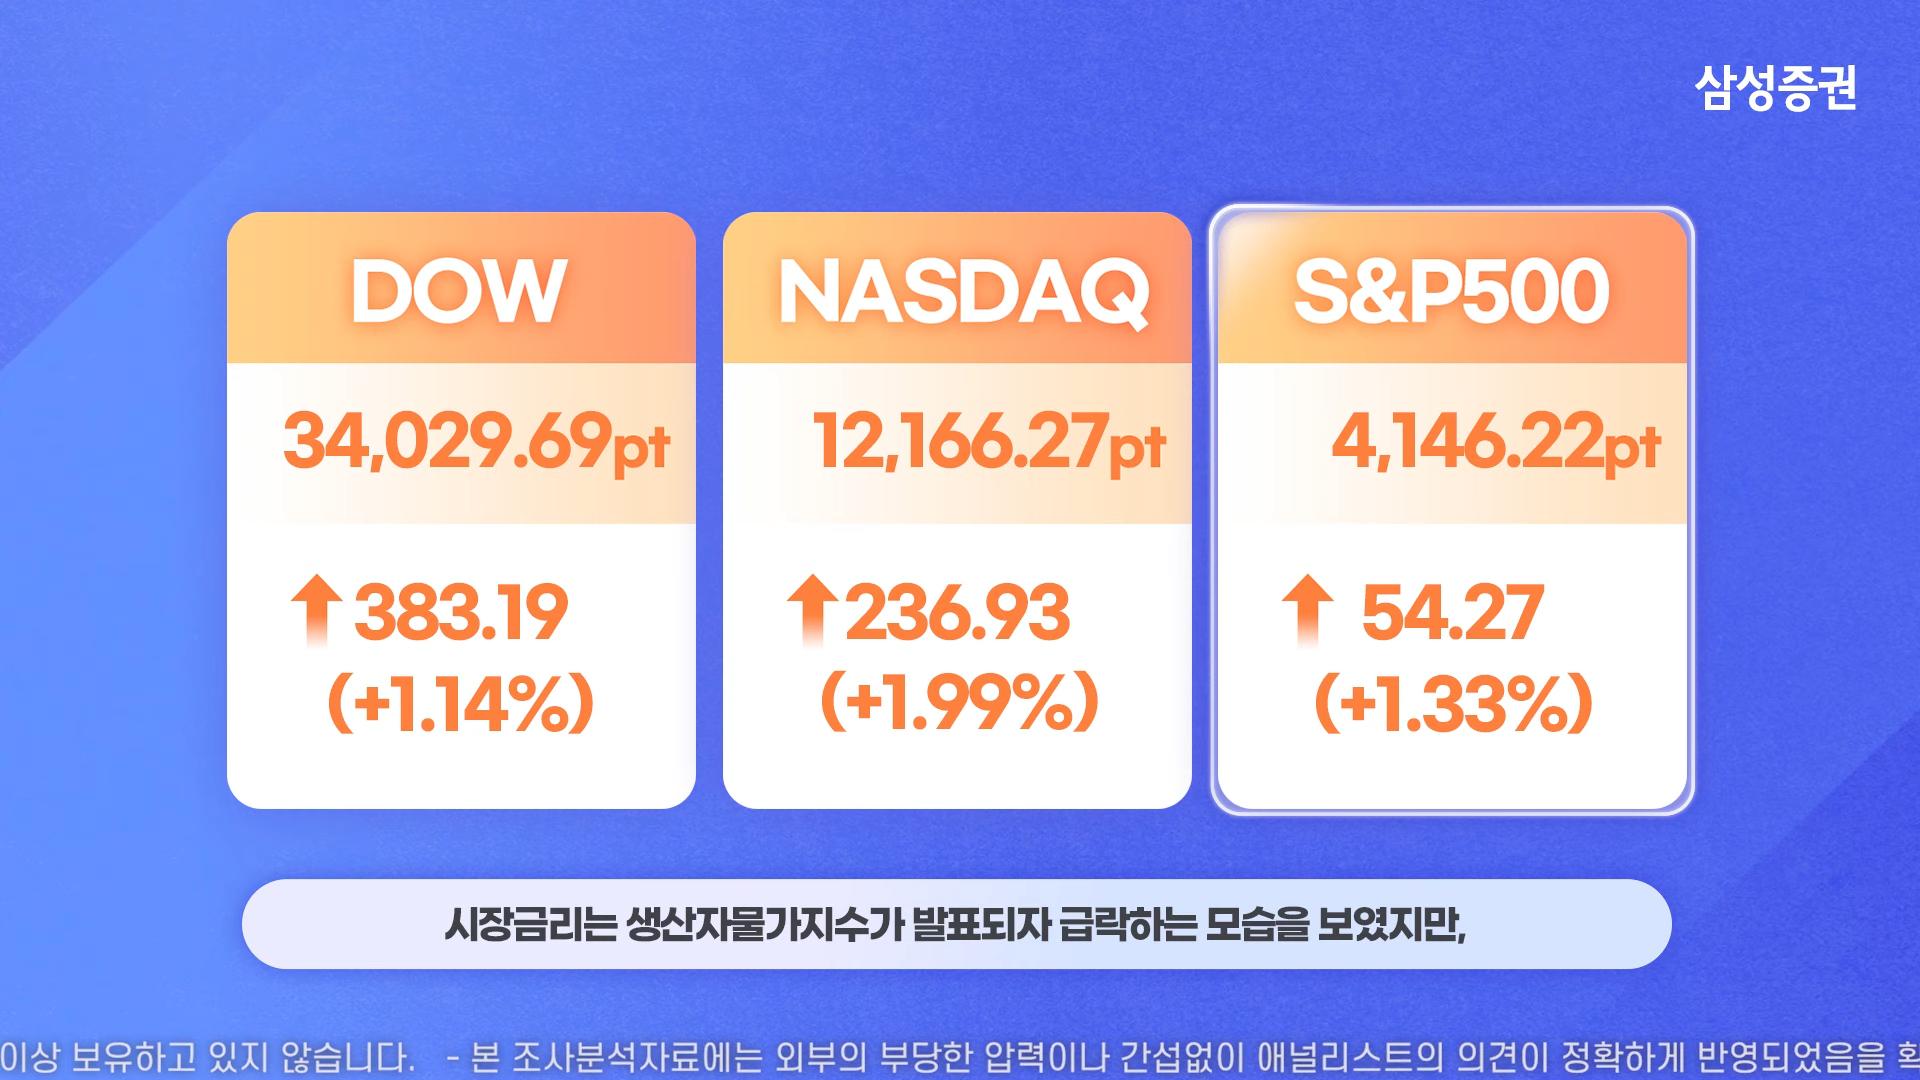 삼성증권
DOW
34,029.69pt
383.19
(+1.14%)
NASDAQ
12,166.27pt
236.93
(+1.99%)
S&P500
4,146.22pt
54.27
(+1.33%)
시장금리는 생산자물가지수가 발표되자 급락하는 모습을 보였지만,
이상 보유하고 있지 않습니다. - 본 조사분석자료에는 외부의 부당한 압력이나 간섭없이 애널리스트의 의견이 정확하게 반영되었음을